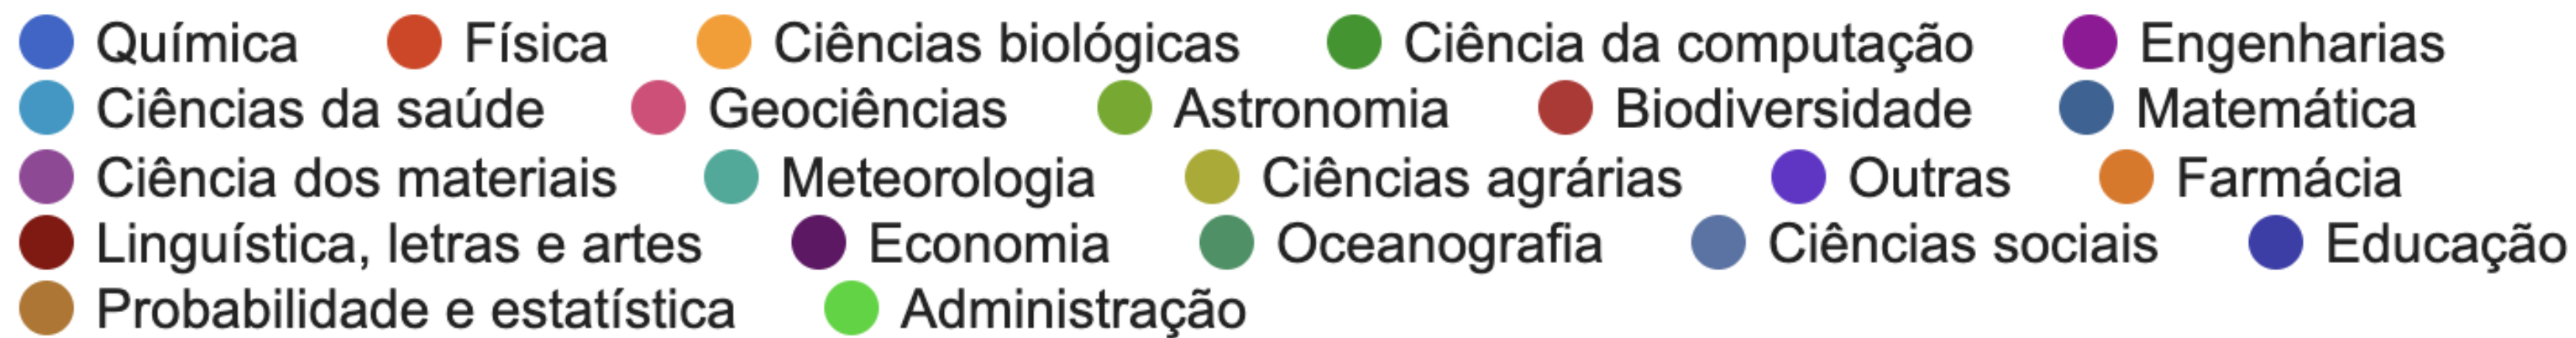 Química Física Ciências biológicas Ciência da computação Engenharias
Ciências da saúde Geociências Astronomia Biodiversidade Matemática
Ciência dos materiais Meteorologia Ciências agrárias Outras Farmácia
Linguística, letras e artes Economia Oceanografia Ciências sociais Educação
Probabilidade e estatística Administração